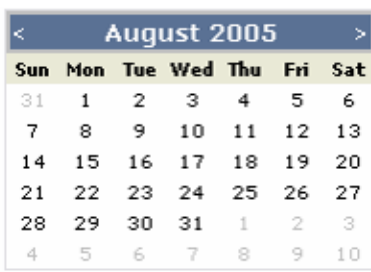 < August 2005 >
Sun Mon Tue Wed Thu Fri Sat
31 1 2 3 4 5 6
7 8 9 10 11 12 13
14 15 16 17 18 19 20
21 22 23 24 25 26 27
28 29 30 31 1 2 3
4 5 6 7 8 9 10